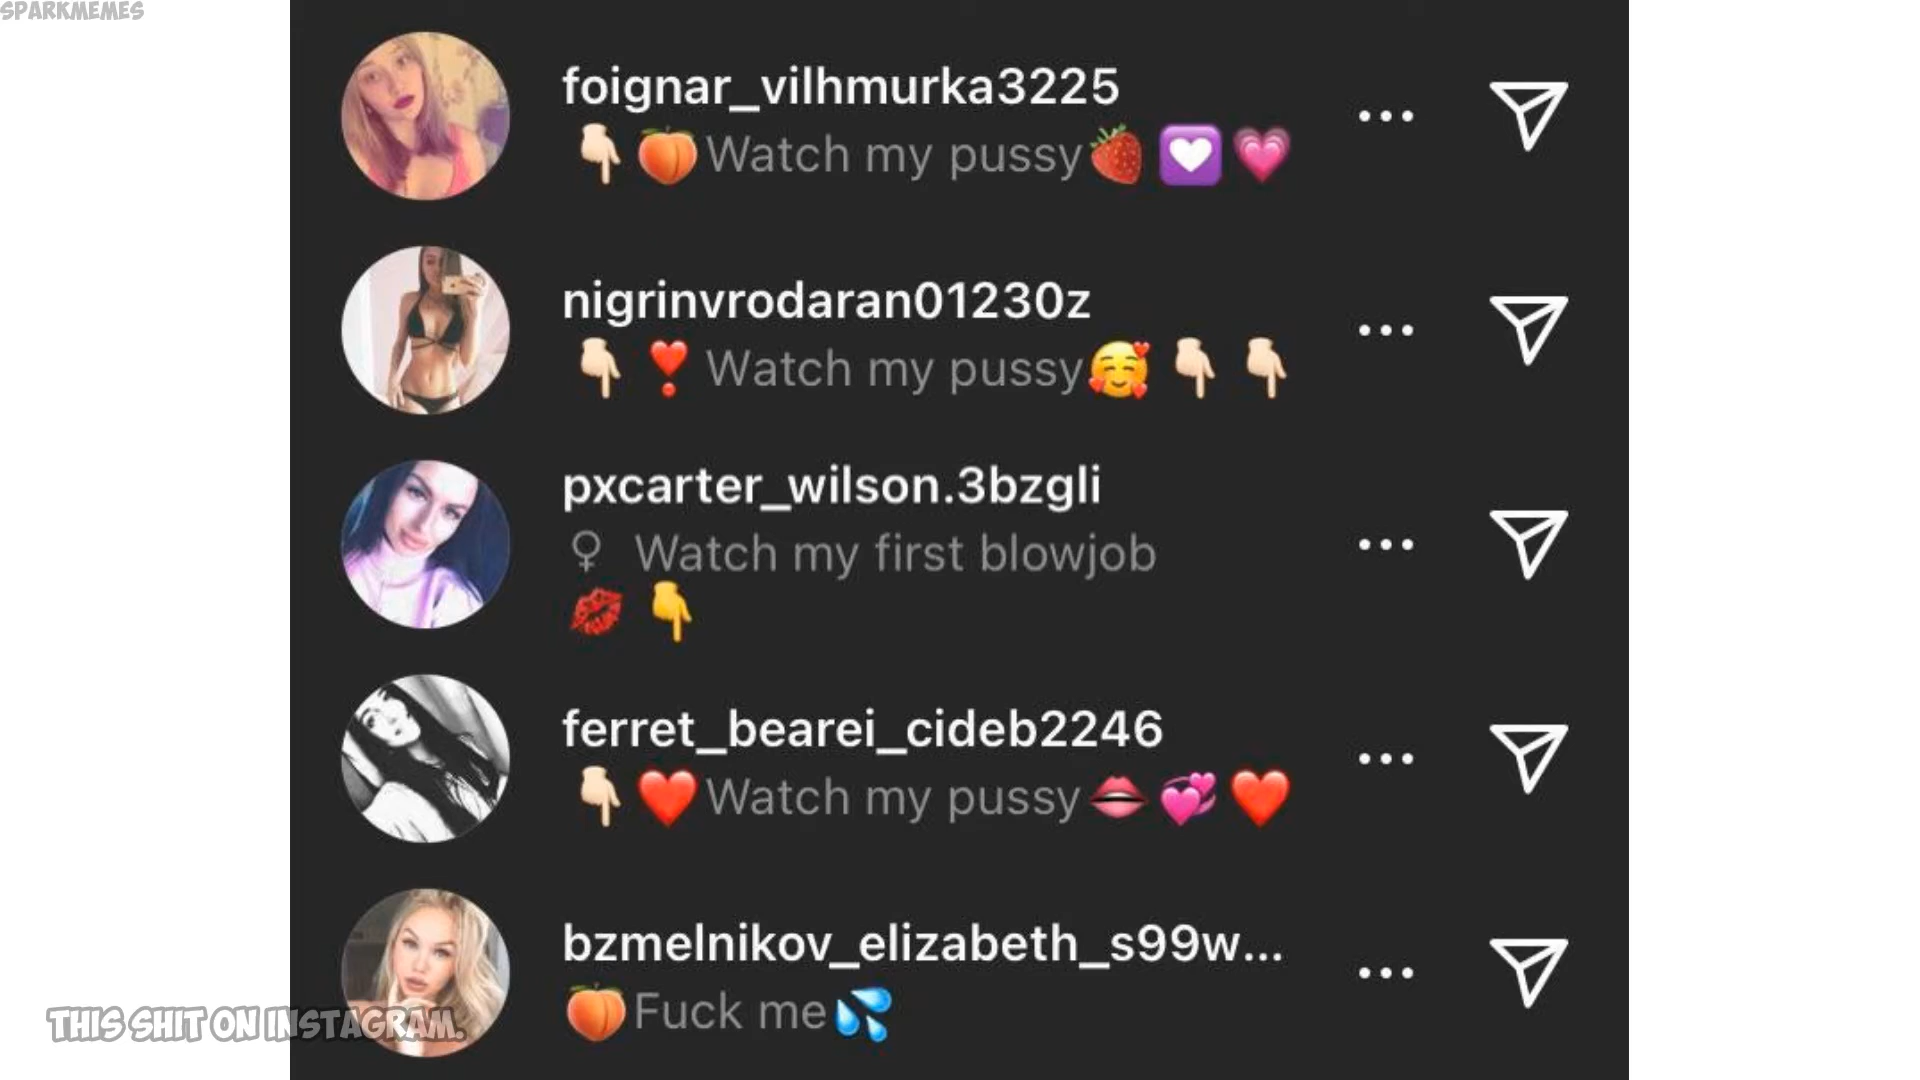 SPARKMEMES
foignar_vilhmurka3225
👇🏻🍑Watch my pussy🍓💟💗
nigrinvrodaran01230z
👇🏻❣️Watch my pussy🥰👇🏻👇🏻
pxcarter_wilson.3bzgli
♀ Watch my first blowjob
💋👇
ferret_bearei_cideb2246
👇🏻❤️Watch my pussy👄💞❤️
bzmelnikov_elizabeth_s99w...
🍑Fuck me💦
THIS SHIT ON INSTAGRAM.